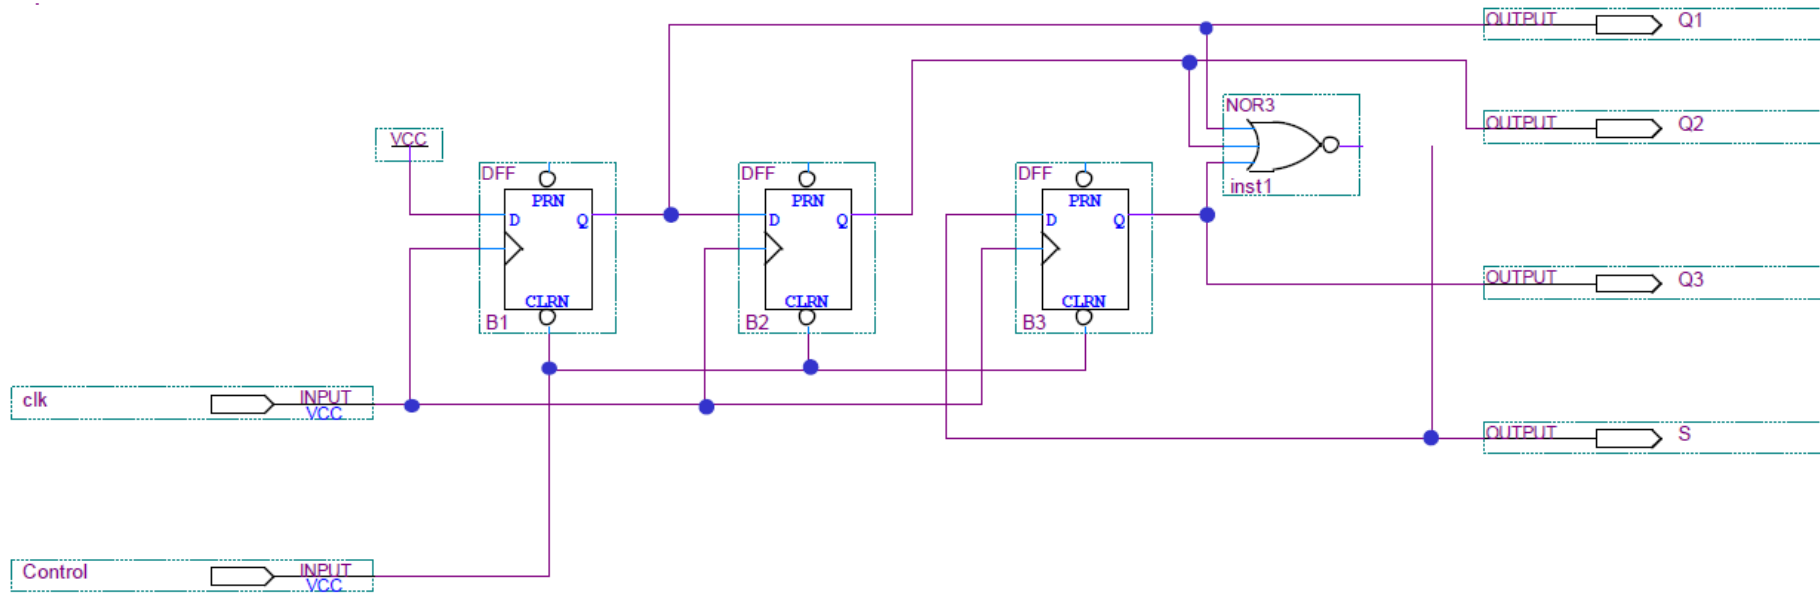 OUTPUT Q1
NOR3
OUTPUT Q2
VCC
DFF
PRN
D
Q
CLRN
B1
DFF
PRN
D
Q
CLRN
B2
DFF
PRN
D
Q
CLRN
B3
inst1
OUTPUT Q3
clk
INPUT
VCC
OUTPUT S
Control
INPUT
VCC